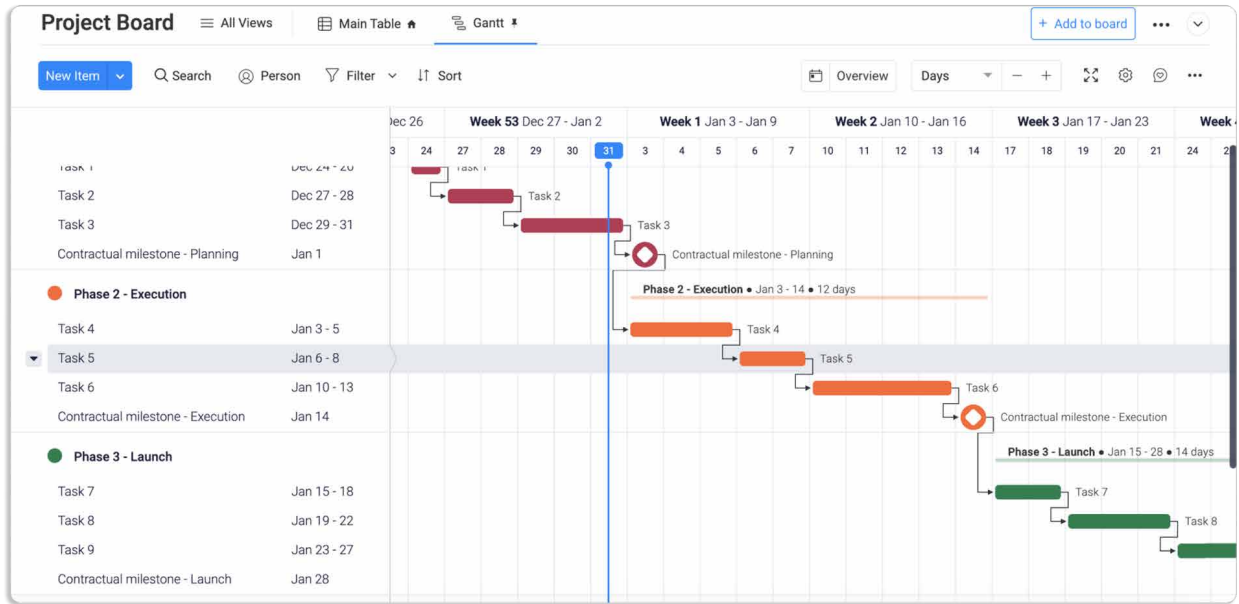 Project Board
All Views
Main Table
Gantt
+ Add to board
New Item
Search
Person
Filter
Sort
Overview
Days
Dec 26
Week 53 Dec 27 - Jan 2
Week 1 Jan 3 - Jan 9
Week 2 Jan 10 - Jan 16
Week 3 Jan 17 - Jan 23
Week
3 24 27 28 29 30 31 3 4 5 6 7 10 11 12 13 14 17 18 19 20 21 24
Task 1
Task 1
Task 2 Dec 27 - 28 Task 2
Task 3 Dec 29 - 31 Task 3
Contractual milestone - Planning Jan 1 Contractual milestone - Planning
Phase 2 - Execution Phase 2 - Execution • Jan 3 - 14 • 12 days
Task 4 Jan 3 - 5 Task 4
Task 5 Jan 6 - 8 Task 5
Task 6 Jan 10 - 13 Task 6
Contractual milestone - Execution Jan 14 Contractual milestone - Execution
Phase 3 - Launch Phase 3 - Launch • Jan 15 - 28 • 14 days
Task 7 Jan 15 - 18 Task 7
Task 8 Jan 19 - 22 Task 8
Task 9 Jan 23 - 27
Contractual milestone - Launch Jan 28